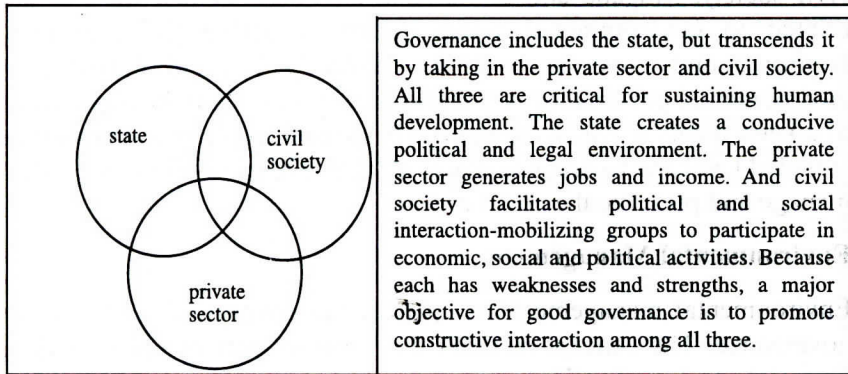 state
civil
society
private
sector
Governance includes the state, but transcends it
by taking in the private sector and civil society.
All three are critical for sustaining human
development. The state creates a conducive
political and legal environment. The private
sector generates jobs and income. And civil
society facilitates political and social
interaction-mobilizing groups to participate in
economic, social and political activities. Because
each has weaknesses and strengths, a major
objective for good governance is to promote
constructive interaction among all three.